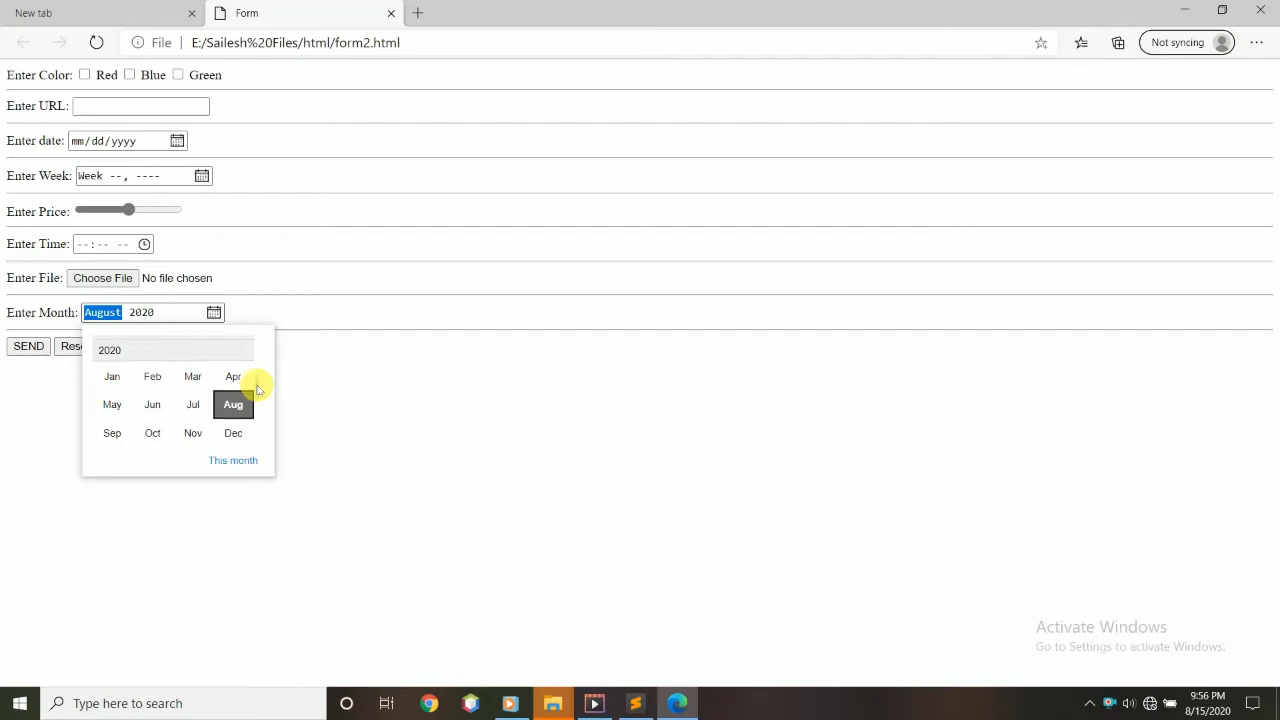 New tab
Form
File | E:/Sailesh%20Files/html/form2.html
Not syncing
Enter Color: Red Blue Green
Enter URL:
Enter date: mm/dd/yyyy
Enter Week: Week --, ----
Enter Price:
Enter Time: --:-- --
Enter File: Choose File No file chosen
Enter Month: August 2020
SEND Rese
2020
Jan Feb Mar Apr
May Jun Jul Aug
Sep Oct Nov Dec
This month
Activate Windows
Go to Settings to activate Windows.
Type here to search
9:56 PM
8/15/2020